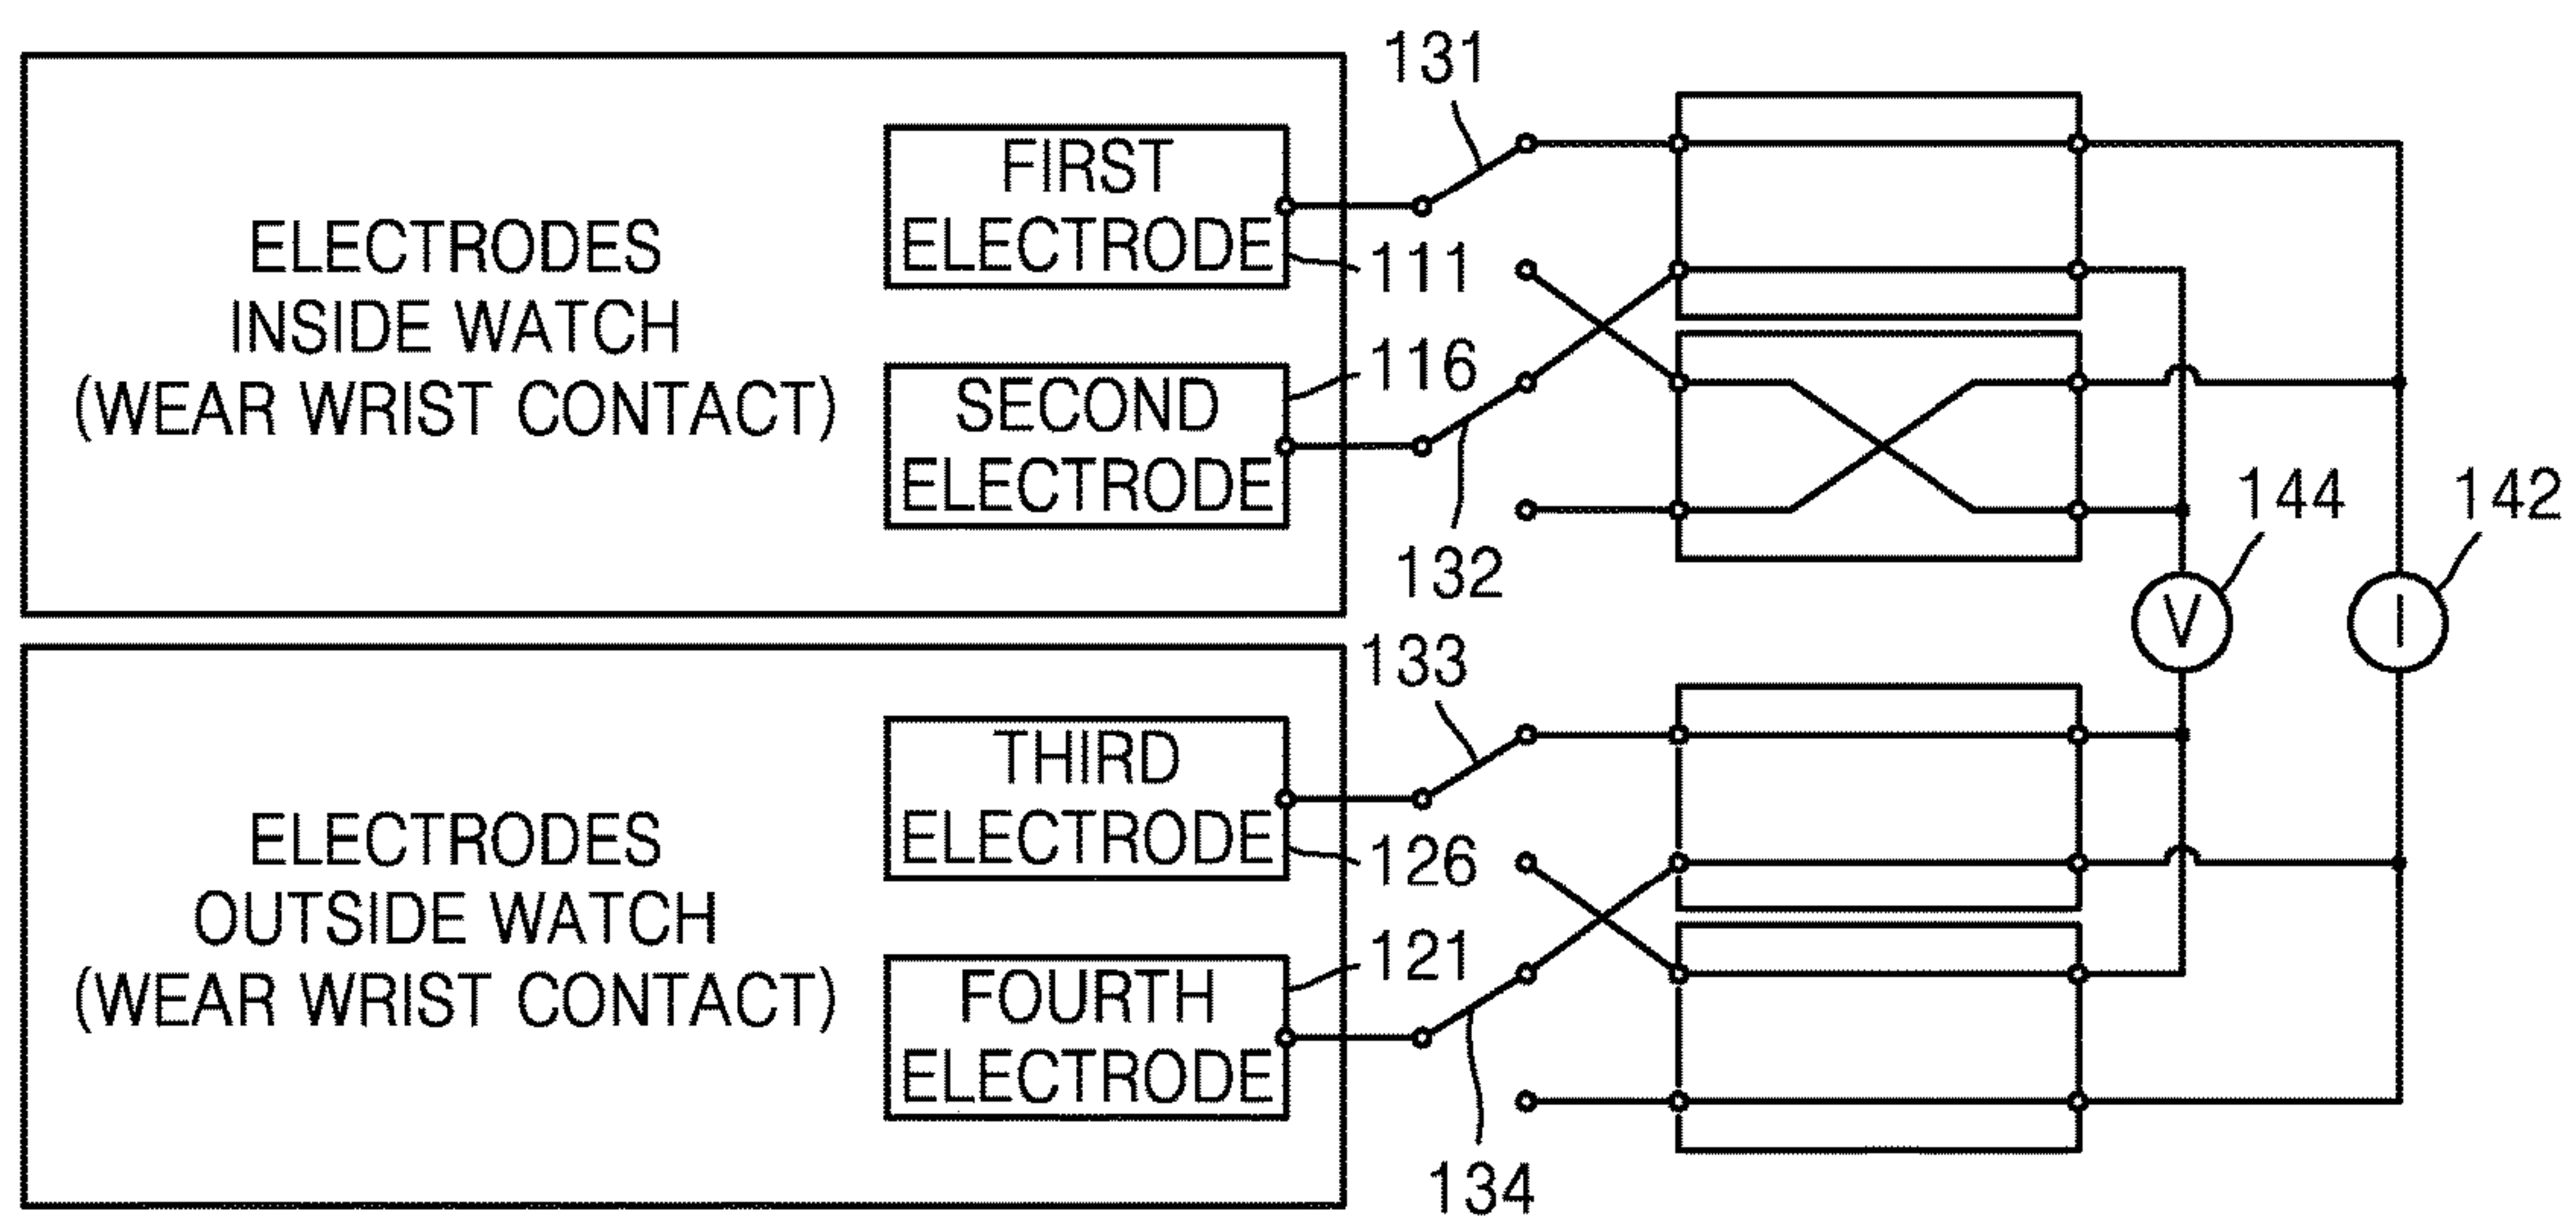 131
FIRST
ELECTRODE
111
ELECTRODES
INSIDE WATCH
(WEAR WRIST CONTACT)
116
SECOND
ELECTRODE
132
144
142
V
I
133
THIRD
ELECTRODE
126
ELECTRODES
OUTSIDE WATCH
(WEAR WRIST CONTACT)
121
FOURTH
ELECTRODE
134